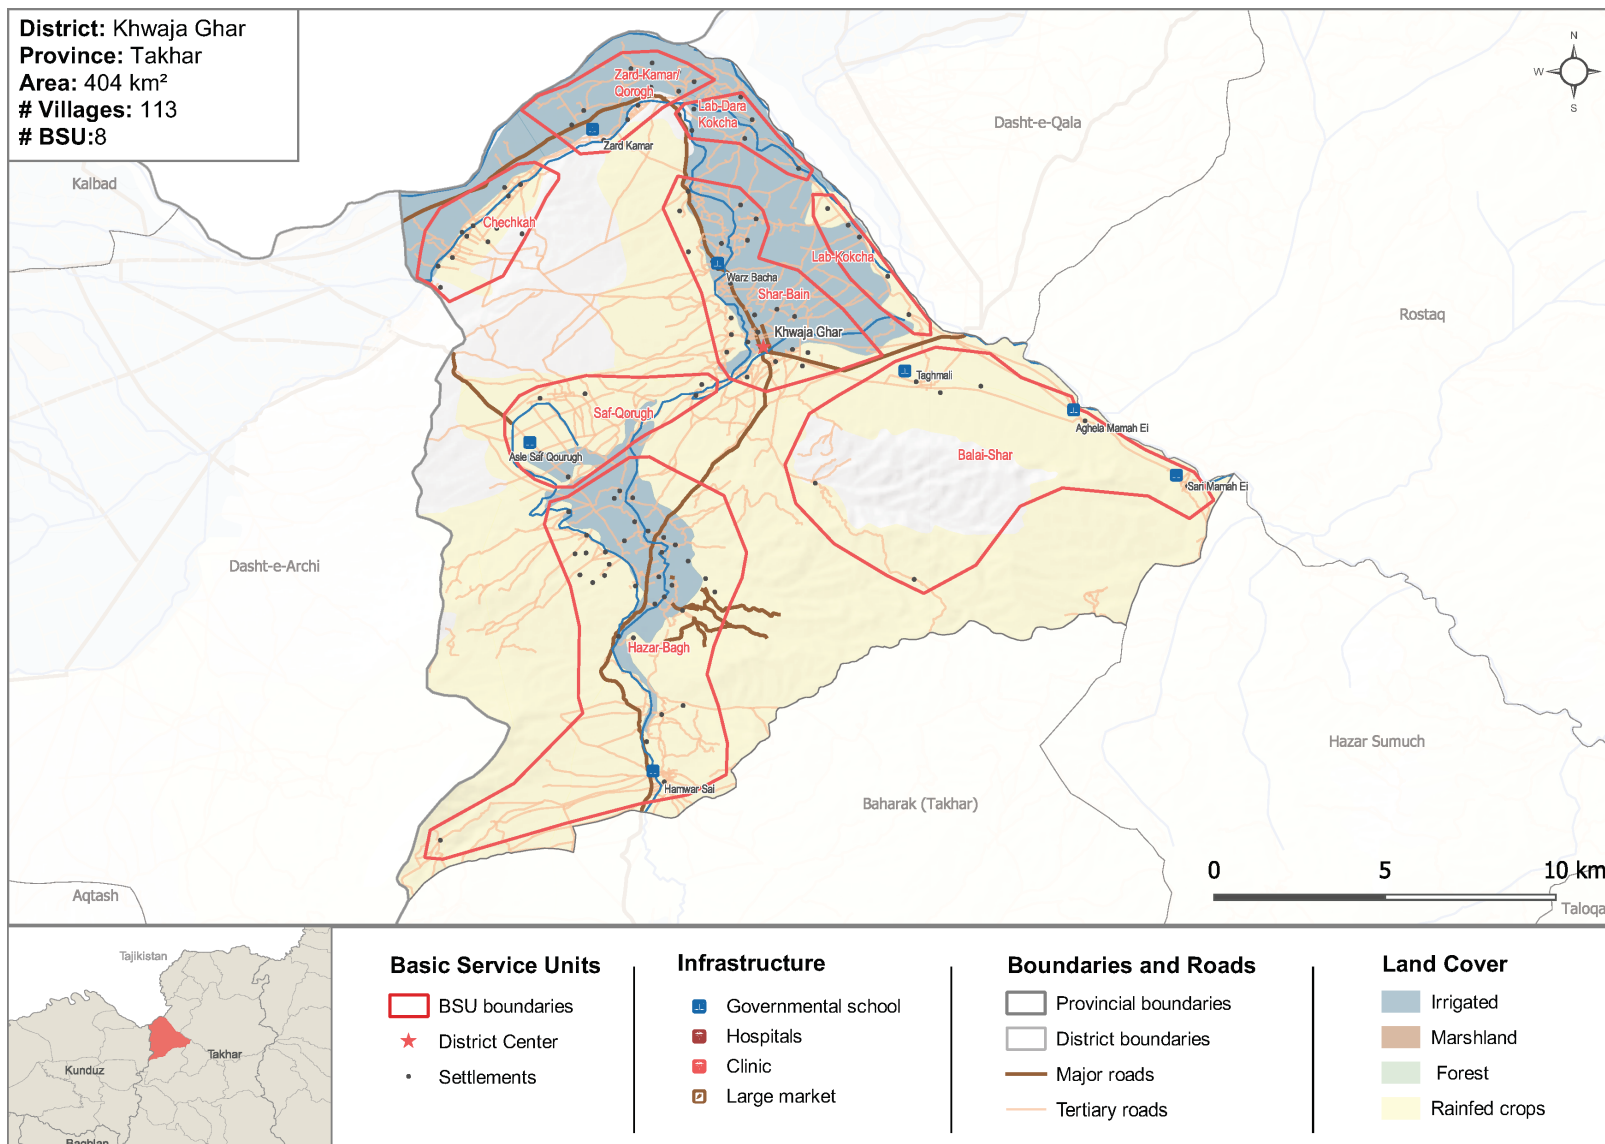 District: Khwaja Ghar
Province: Takhar
Area: 404 km²
# Villages: 113
# BSU:8
N
W
S
Kalbad
Dasht-e-Qala
Rostaq
Dasht-e-Archi
Hazar Sumuch
Baharak (Takhar)
Aqtash
Taloqa
Zard-Kamar/
Qorogh
Lab-Dara
Kokcha
Zard Kamar
Chechkah
Lab-Kokcha
Warz Bacha
Shar-Bain
Khwaja Ghar
Taghmali
Saf-Qorugh
Aghela Mamah Ei
Asle Saf Qourugh
Balai-Shar
Sari Mamah Ei
Hazar-Bagh
Hamwar Sai
0 5 10 km
Tajikistan
Takhar
Kunduz
Baghlan
Basic Service Units
BSU boundaries
District Center
Settlements
Infrastructure
Governmental school
Hospitals
Clinic
Large market
Boundaries and Roads
Provincial boundaries
District boundaries
Major roads
Tertiary roads
Land Cover
Irrigated
Marshland
Forest
Rainfed crops